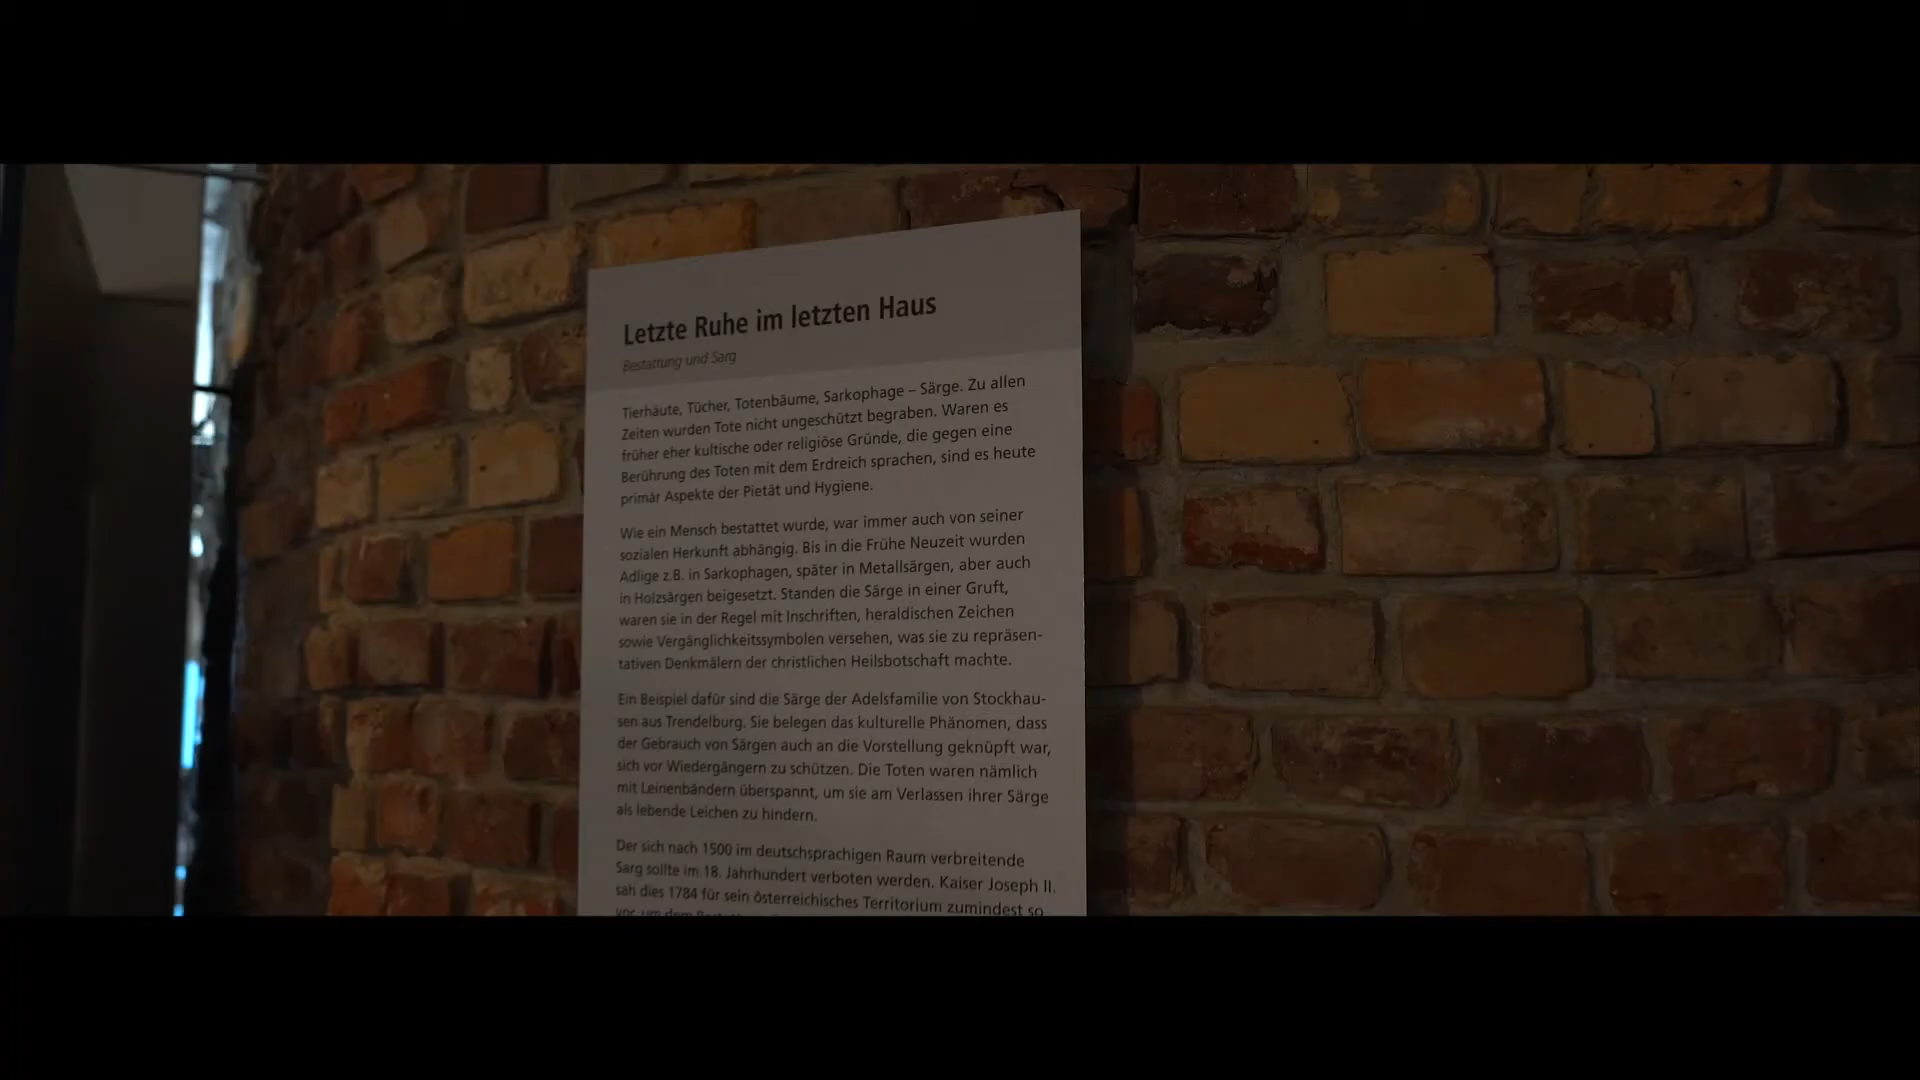 Letzte Ruhe im letzten Haus
Bestattung und Sarg
Tierhäute, Tücher, Totenbäume, Sarkophage – Särge. Zu allen
Zeiten wurden Tote nicht ungeschützt begraben. Waren es
früher eher kultische oder religiöse Gründe, die gegen eine
Berührung des Toten mit dem Erdreich sprachen, sind es heute
primär Aspekte der Pietät und Hygiene.
Wie ein Mensch bestattet wurde, war immer auch von seiner
sozialen Herkunft abhängig. Bis in die Frühe Neuzeit wurden
Adlige z.B. in Sarkophagen, später in Metallsärgen, aber auch
in Holzsärgen beigesetzt. Standen die Särge in einer Gruft,
waren sie in der Regel mit Inschriften, heraldischen Zeichen
sowie Vergänglichkeitssymbolen versehen, was sie zu repräsen-
tativen Denkmälern der christlichen Heilsbotschaft machte.
Ein Beispiel dafür sind die Särge der Adelsfamilie von Stockhau-
sen aus Trendelburg. Sie belegen das kulturelle Phänomen, dass
der Gebrauch von Särgen auch an die Vorstellung geknüpft war,
sich vor Wiedergängern zu schützen. Die Toten waren nämlich
mit Leinenbändern überspannt, um sie am Verlassen ihrer Särge
als lebende Leichen zu hindern.
Der sich nach 1500 im deutschsprachigen Raum verbreitende
Sarg sollte im 18. Jahrhundert verboten werden. Kaiser Joseph II.
sah dies 1784 für sein österreichisches Territorium zumindest so
vor, um dem